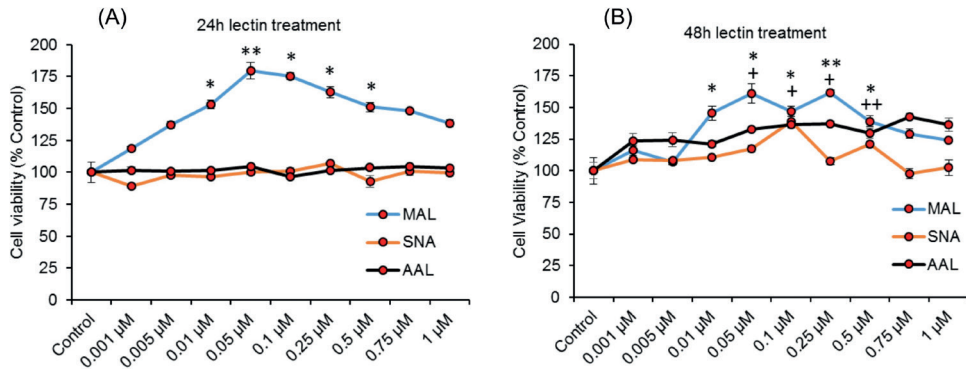 (A)
24h lectin treatment
Cell viability (% Control)
200
175
150
125
100
75
50
25
0
*
**
*
*
*
MAL
SNA
AAL
Control
0.001 µM
0.005 µM
0.01 µM
0.05 µM
0.1 µM
0.25 µM
0.5 µM
0.75 µM
1 µM
(B)
48h lectin treatment
Cell Viability (% Control)
200
175
150
125
100
75
50
25
0
*
*
+
*
+
**
+
*
++
MAL
SNA
AAL
Control
0.001 µM
0.005 µM
0.01 µM
0.05 µM
0.1 µM
0.25 µM
0.5 µM
0.75 µM
1 µM